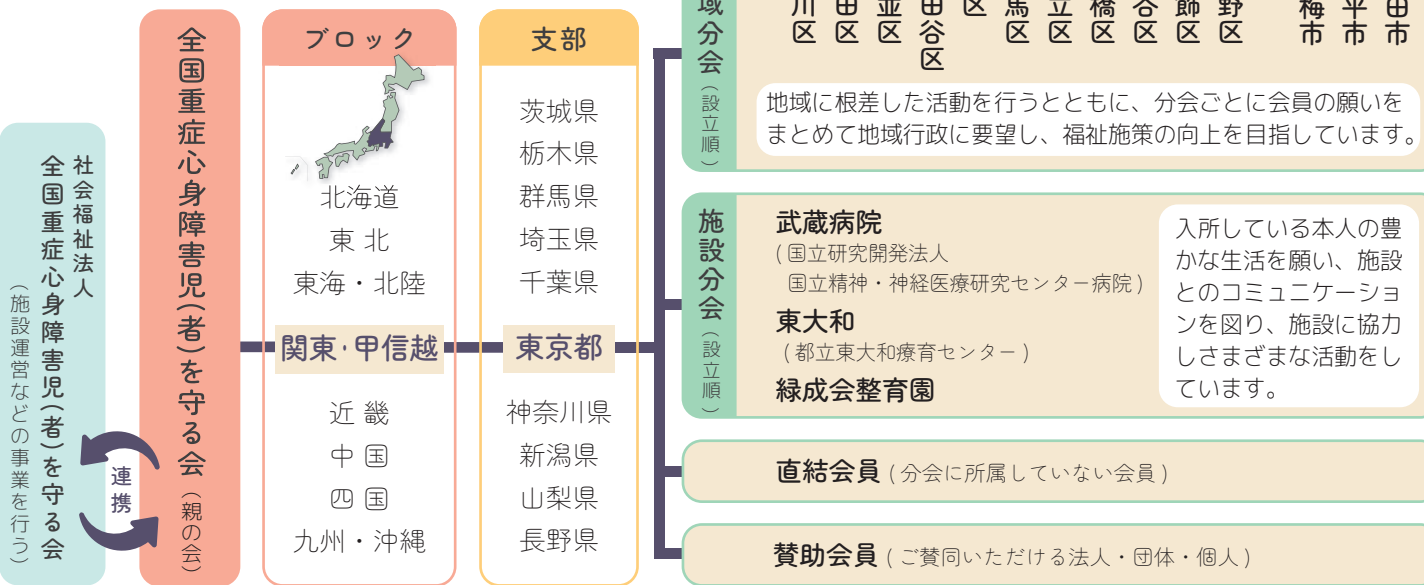 社会福祉法人
全国重症心身障害児(者)を守る会
(施設運営などの事業を行う)
連携
全国重症心身障害児(者)を守る会(親の会)
ブロック
北海道
東 北
東海・北陸
関東・甲信越
近 畿
中 国
四 国
九州・沖縄
支部
茨城県
栃木県
群馬県
埼玉県
千葉県
東京都
神奈川県
新潟県
山梨県
長野県
域分会(設立順)
川区
田区
並区
田谷区
区
馬区
立区
橋区
谷区
飾区
野区
梅市
平市
田市
地域に根差した活動を行うとともに、分会ごとに会員の願いを
まとめて地域行政に要望し、福祉施策の向上を目指しています。
施設分会(設立順)
武蔵病院
(国立研究開発法人
国立精神・神経医療研究センター病院)
東大和
(都立東大和療育センター)
緑成会整育園
入所している本人の豊
かな生活を願い、施設
とのコミュニケーショ
ンを図り、施設に協力
しさまざまな活動をし
ています。
直結会員(分会に所属していない会員)
賛助会員(ご賛同いただける法人・団体・個人)